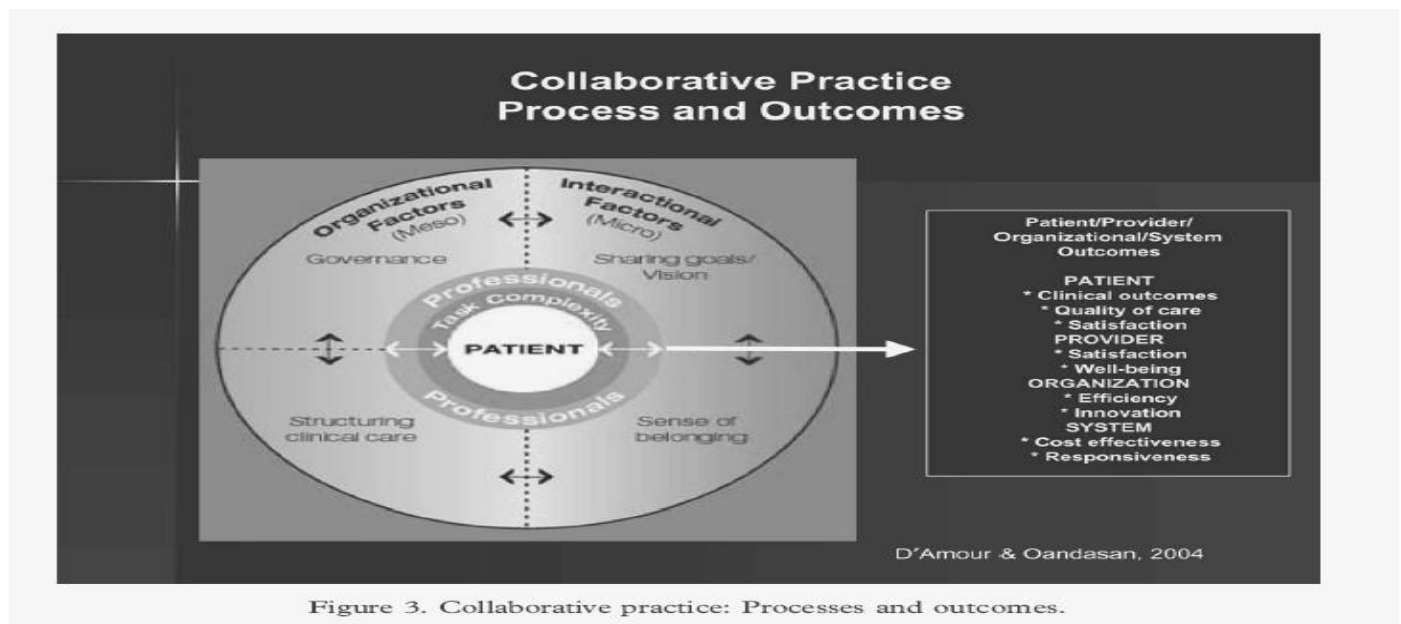 Collaborative Practice
Process and Outcomes
Organizational
Factors
(Meso)
Interactional
Factors
(Micro)
Governance
Sharing goals/
Vision
Professionals
Task Complexity
PATIENT
Professionals
Structuring
clinical care
Sense of
belonging
Patient/Provider/
Organizational/System
Outcomes
PATIENT
* Clinical outcomes
* Quality of care
* Satisfaction
PROVIDER
* Satisfaction
* Well-being
ORGANIZATION
* Efficiency
* Innovation
SYSTEM
* Cost effectiveness
* Responsiveness
D'Amour & Oandasan, 2004
Figure 3. Collaborative practice: Processes and outcomes.